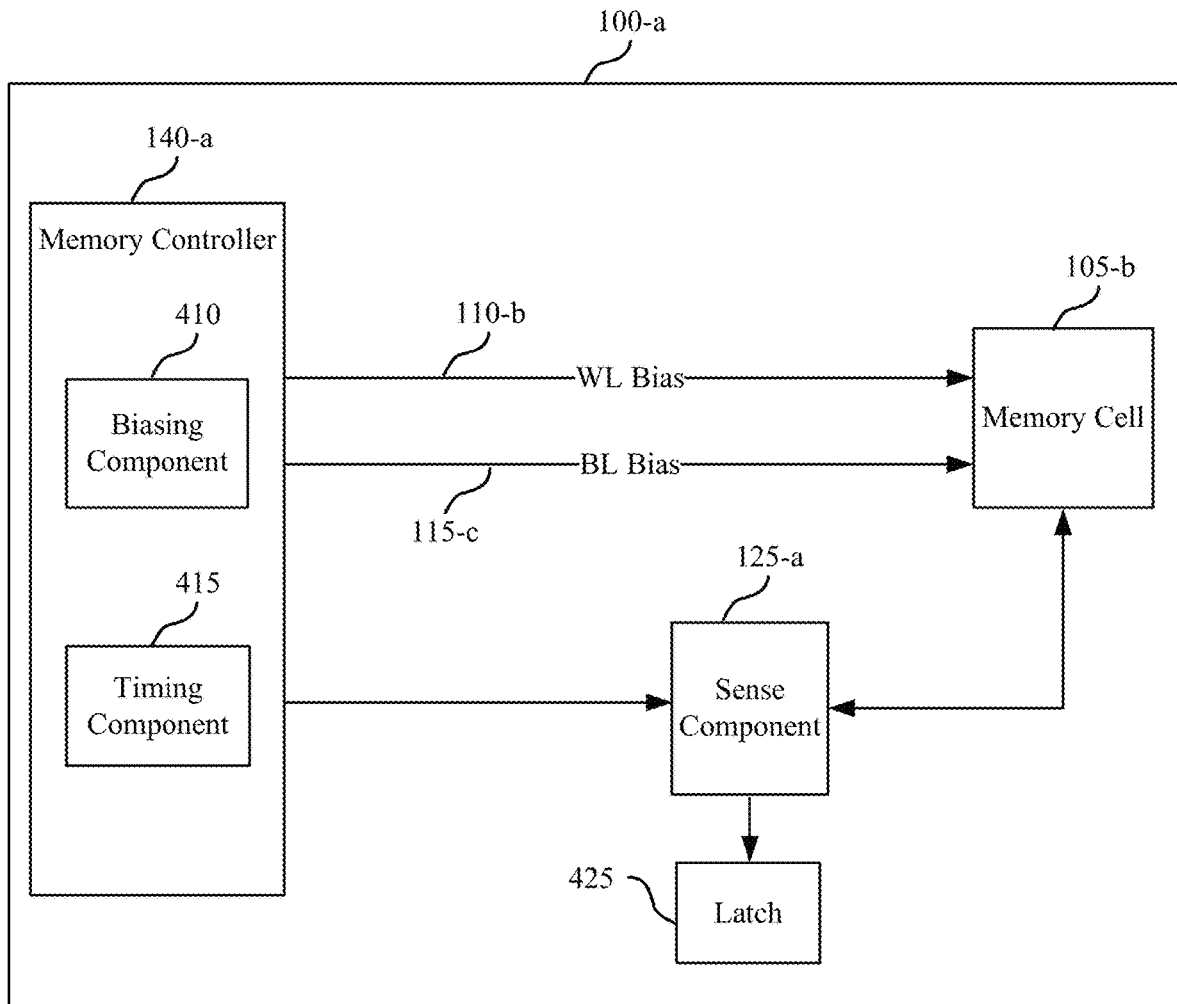 100-a
140-a
Memory Controller
105-b
410
110-b
WL Bias
Memory Cell
Biasing
Component
BL Bias
115-c
125-a
415
Timing
Component
Sense
Component
425
Latch